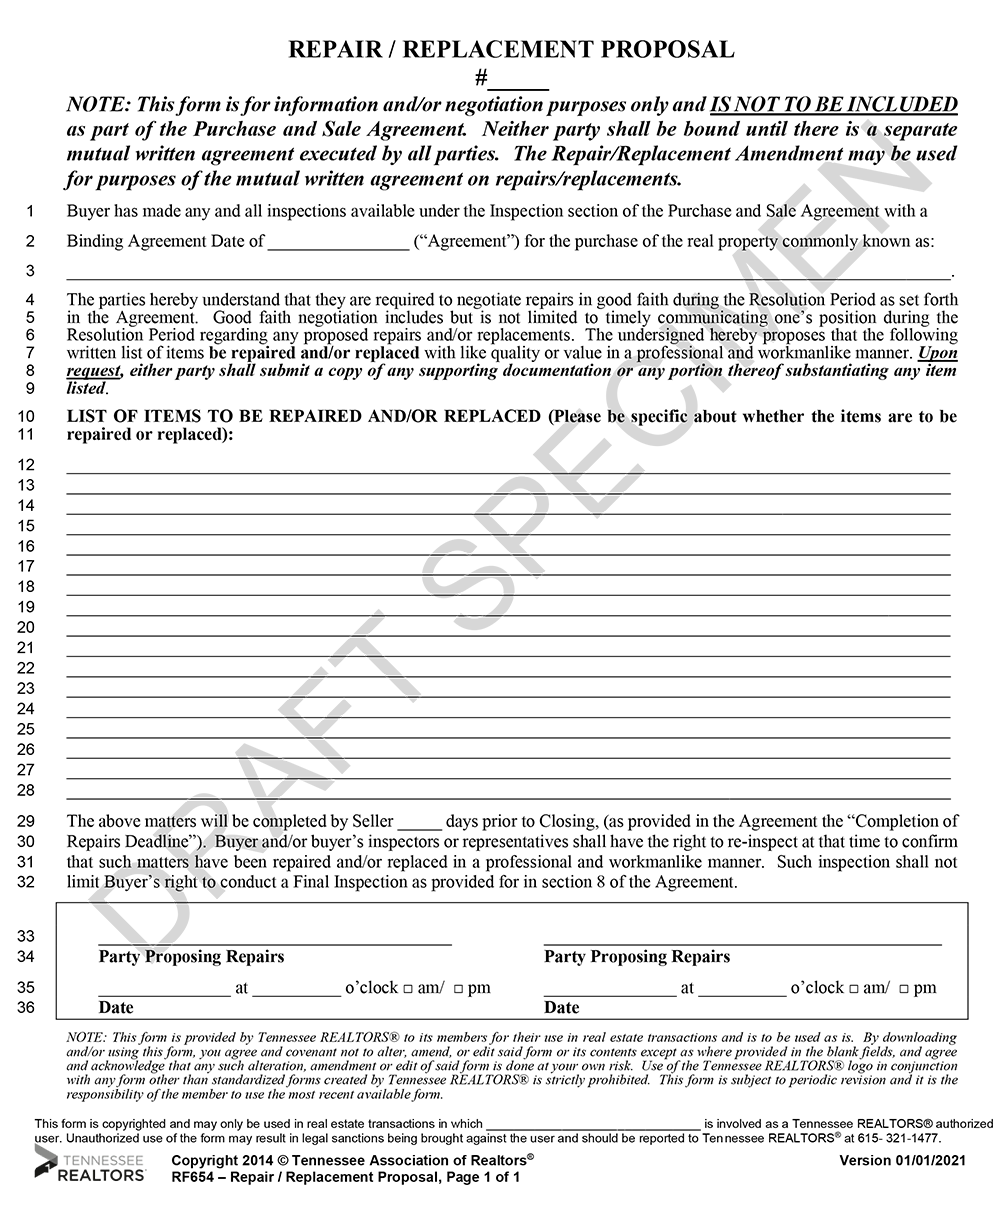 REPAIR / REPLACEMENT PROPOSAL
#_____
NOTE: This form is for information and/or negotiation purposes only and IS NOT TO BE INCLUDED
as part of the Purchase and Sale Agreement.  Neither party shall be bound until there is a separate
mutual written agreement executed by all parties.  The Repair/Replacement Amendment may be used
for purposes of the mutual written agreement on repairs/replacements.
1 Buyer has made any and all inspections available under the Inspection section of the Purchase and Sale Agreement with a
2 Binding Agreement Date of ________________ (“Agreement”) for the purchase of the real property commonly known as:
3 ____________________________________________________________________________________________________.
4 The parties hereby understand that they are required to negotiate repairs in good faith during the Resolution Period as set forth
5 in the Agreement.  Good faith negotiation includes but is not limited to timely communicating one’s position during the
6 Resolution Period regarding any proposed repairs and/or replacements.  The undersigned hereby proposes that the following
7 written list of items be repaired and/or replaced with like quality or value in a professional and workmanlike manner. Upon
8 request, either party shall submit a copy of any supporting documentation or any portion thereof substantiating any item
9 listed.
10 LIST OF ITEMS TO BE REPAIRED AND/OR REPLACED (Please be specific about whether the items are to be
11 repaired or replaced):
12
13
14
15
16
17
18
19
20
21
22
23
24
25
26
27
28
29 The above matters will be completed by Seller _____ days prior to Closing, (as provided in the Agreement the “Completion of
30 Repairs Deadline”).  Buyer and/or buyer’s inspectors or representatives shall have the right to re-inspect at that time to confirm
31 that such matters have been repaired and/or replaced in a professional and workmanlike manner.  Such inspection shall not
32 limit Buyer’s right to conduct a Final Inspection as provided for in section 8 of the Agreement.
33
34 Party Proposing Repairs Party Proposing Repairs
35 _______________ at __________ o’clock □ am/ □ pm _______________ at __________ o’clock □ am/ □ pm
36 Date Date
NOTE: This form is provided by Tennessee REALTORS® to its members for their use in real estate transactions and is to be used as is.  By downloading
and/or using this form, you agree and covenant not to alter, amend, or edit said form or its contents except as where provided in the blank fields, and agree
and acknowledge that any such alteration, amendment or edit of said form is done at your own risk.  Use of the Tennessee REALTORS® logo in conjunction
with any form other than standardized forms created by Tennessee REALTORS® is strictly prohibited.  This form is subject to periodic revision and it is the
responsibility of the member to use the most recent available form.
This form is copyrighted and may only be used in real estate transactions in which ______________________________ is involved as a Tennessee REALTORS® authorized
user. Unauthorized use of the form may result in legal sanctions being brought against the user and should be reported to Tennessee REALTORS® at 615- 321-1477.
TENNESSEE
REALTORS®
Copyright 2014 © Tennessee Association of Realtors®
RF654 – Repair / Replacement Proposal, Page 1 of 1
Version 01/01/2021
DRAFT SPECIMEN